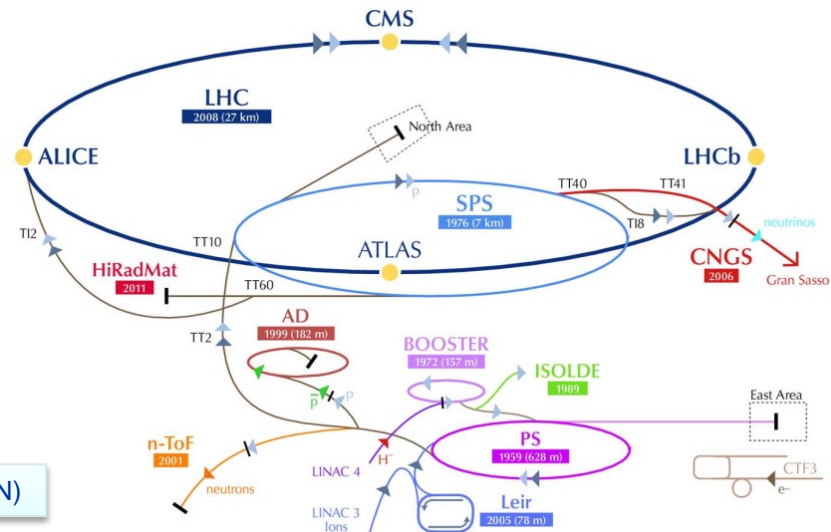 CMS
LHC
2008 (27 km)
North Area
ALICE
LHCb
TT40
TT41
SPS
1976 (7 km)
p
TI8
neutrinos
TI2
TT10
ATLAS
CNGS
2006
Gran Sasso
HiRadMat
2011
TT60
AD
1999 (182 m)
TT2
BOOSTER
1972 (157 m)
ISOLDE
1989
p̅
p
East Area
n-ToF
2001
PS
1959 (628 m)
H⁻
LINAC 4
neutrons
CTF3
e-
N)
LINAC 3
Ions
Leir
2005 (78 m)